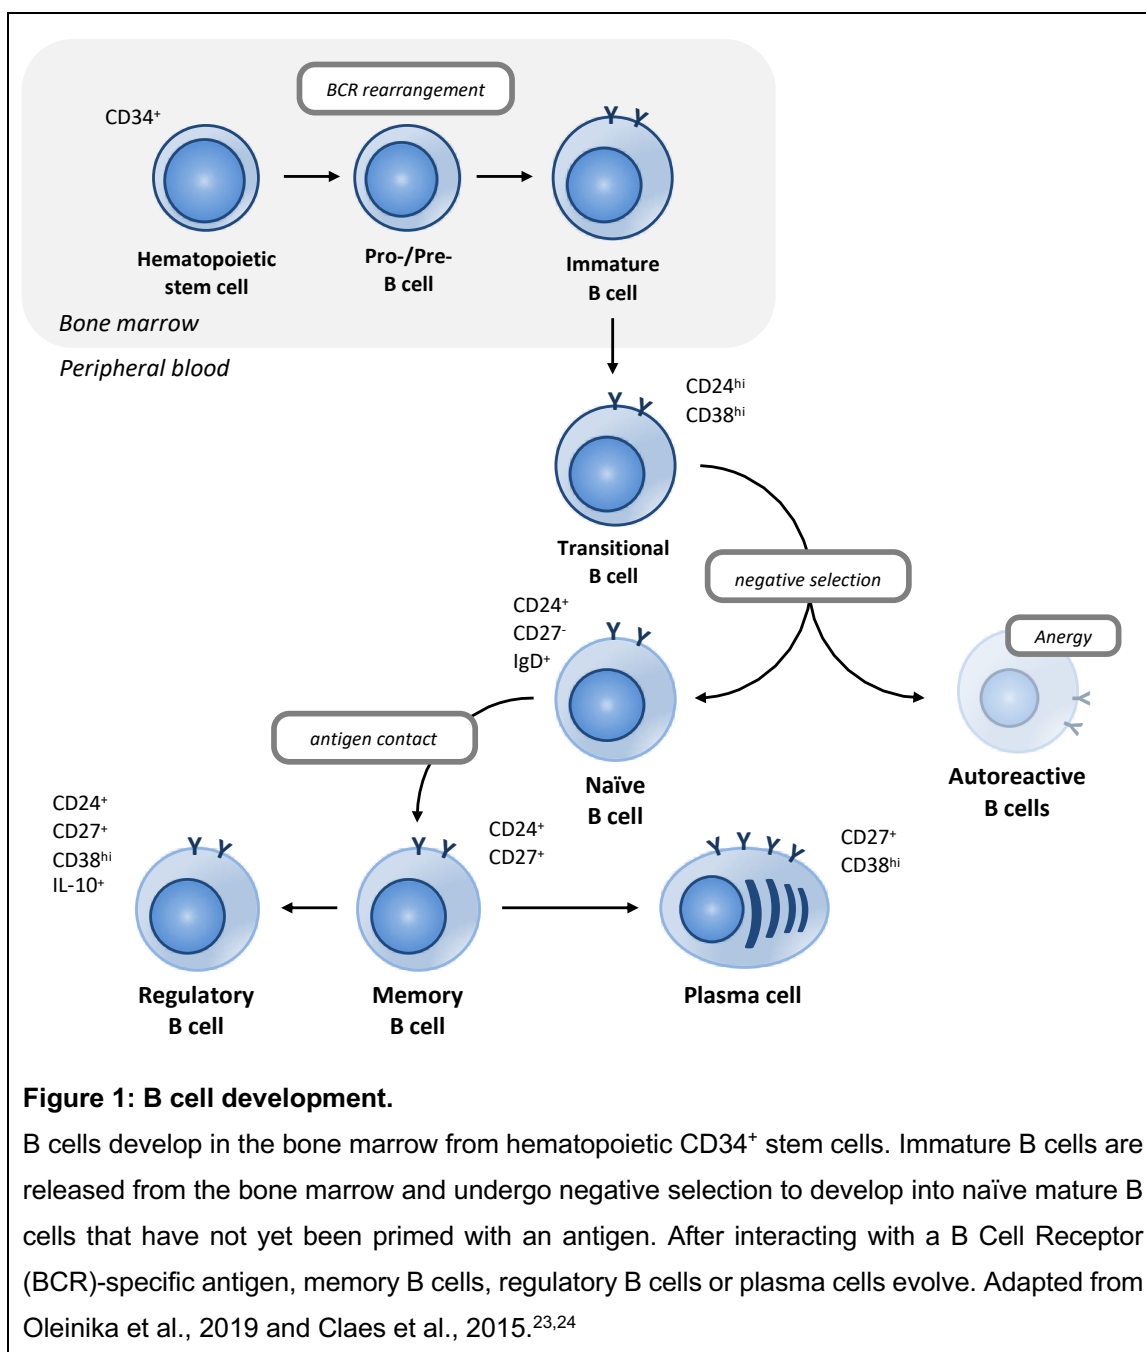 BCR rearrangement
CD34⁺
Hematopoietic
stem cell
Pro-/Pre-
B cell
Immature
B cell
Bone marrow
Peripheral blood
CD24ʰⁱ
CD38ʰⁱ
Transitional
B cell
negative selection
CD24⁺
CD27⁻
IgD⁺
Anergy
antigen contact
Naïve
B cell
Autoreactive
B cells
CD24⁺
CD27⁺
CD38ʰⁱ
IL-10⁺
CD24⁺
CD27⁺
CD27⁺
CD38ʰⁱ
Regulatory
B cell
Memory
B cell
Plasma cell
Figure 1: B cell development.
B cells develop in the bone marrow from hematopoietic CD34⁺ stem cells. Immature B cells are
released from the bone marrow and undergo negative selection to develop into naïve mature B
cells that have not yet been primed with an antigen. After interacting with a B Cell Receptor
(BCR)-specific antigen, memory B cells, regulatory B cells or plasma cells evolve. Adapted from
Oleinika et al., 2019 and Claes et al., 2015.²³,²⁴